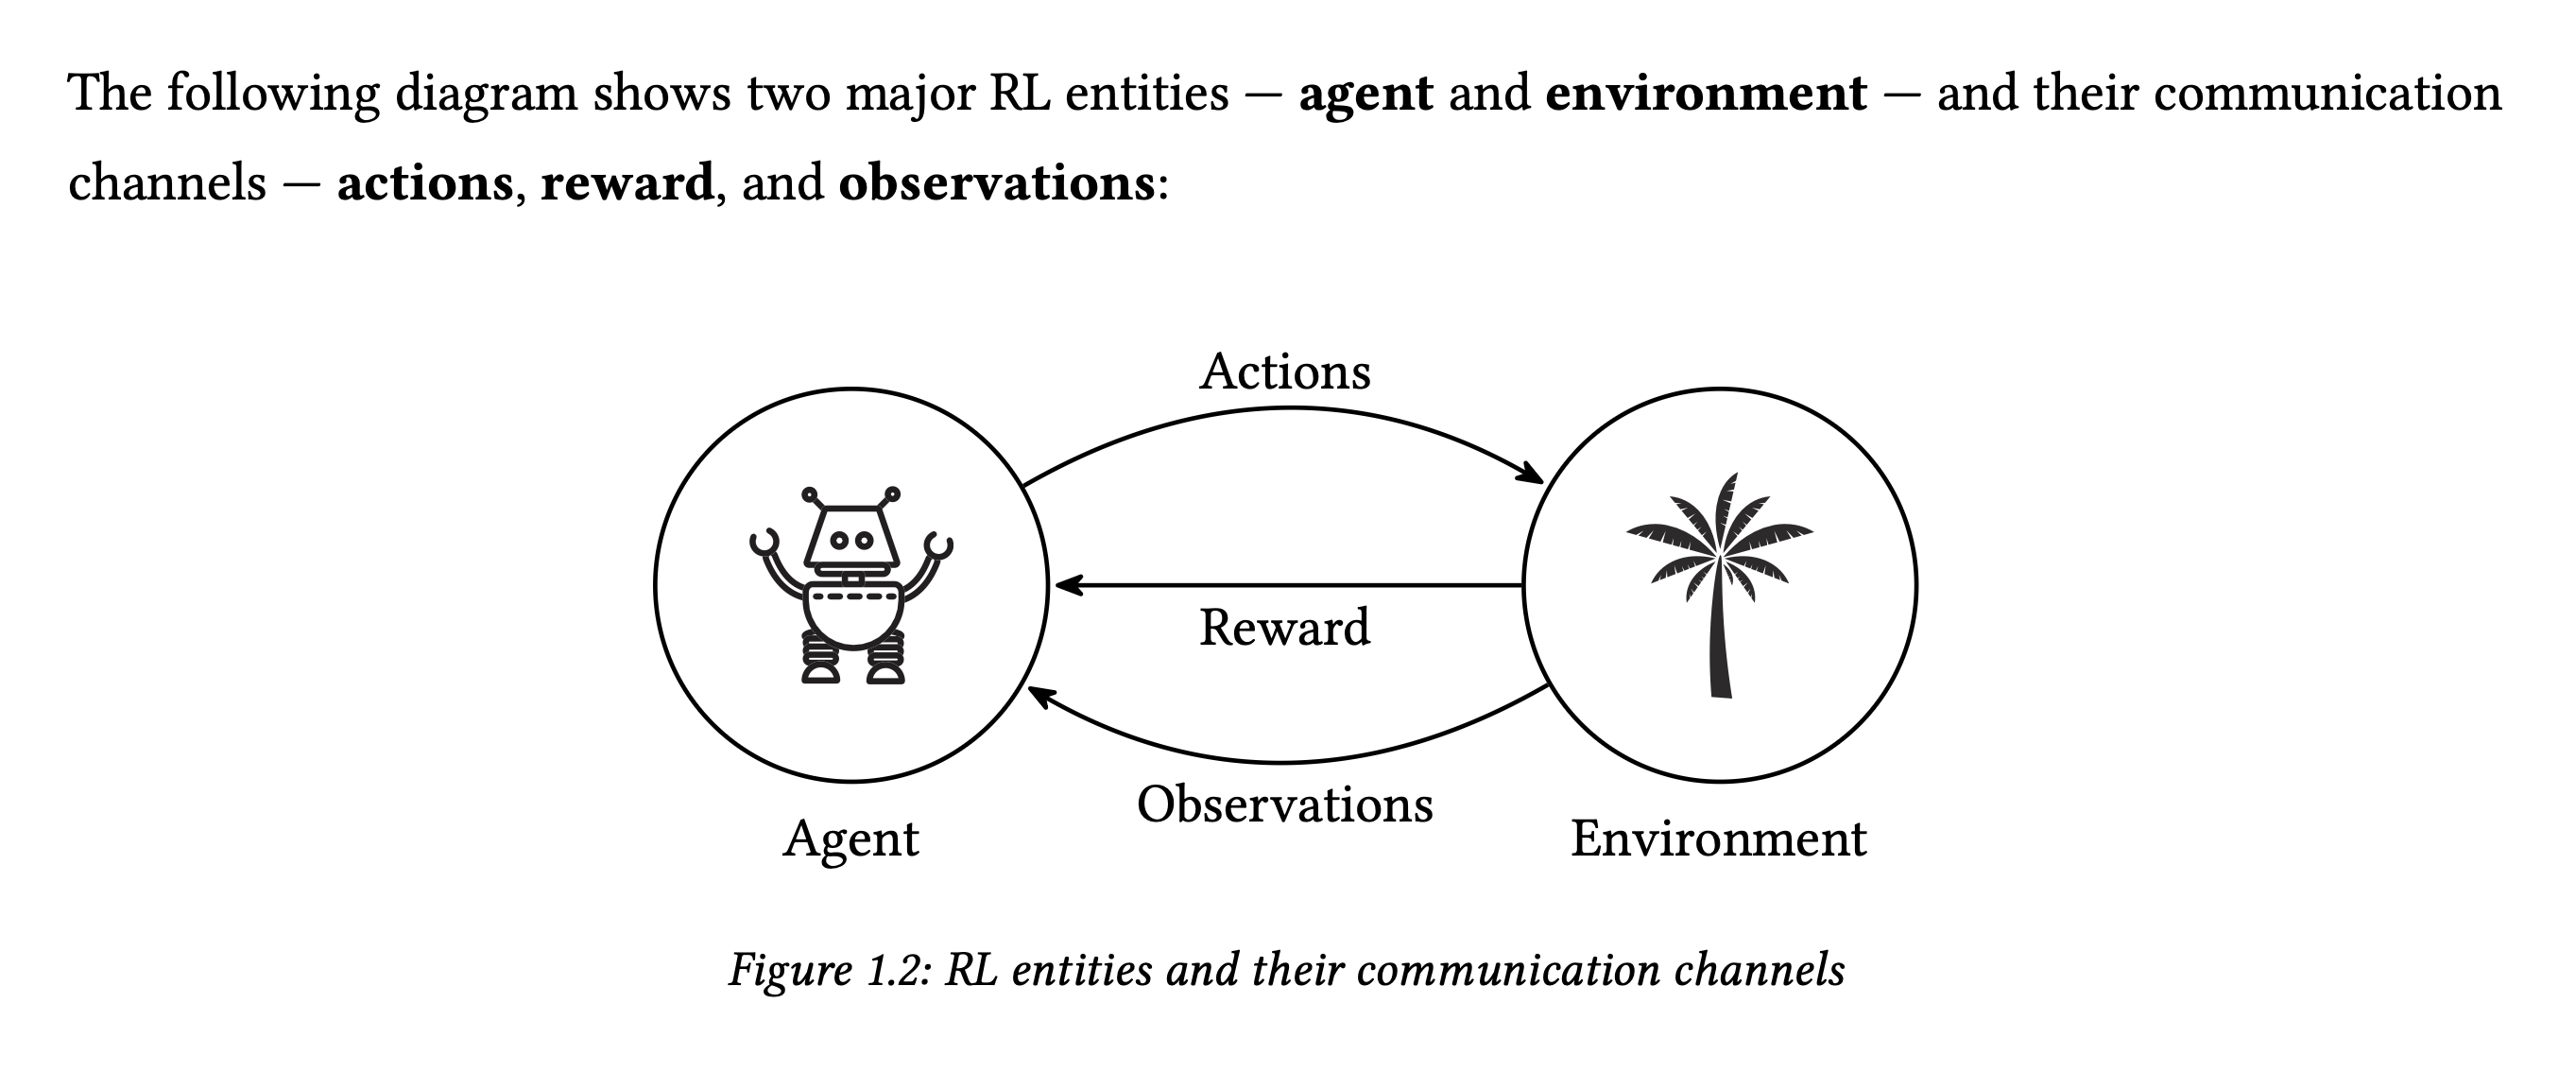 The following diagram shows two major RL entities — agent and environment — and their communication
channels — actions, reward, and observations:
Actions
Reward
Observations
Agent
Environment
Figure 1.2: RL entities and their communication channels